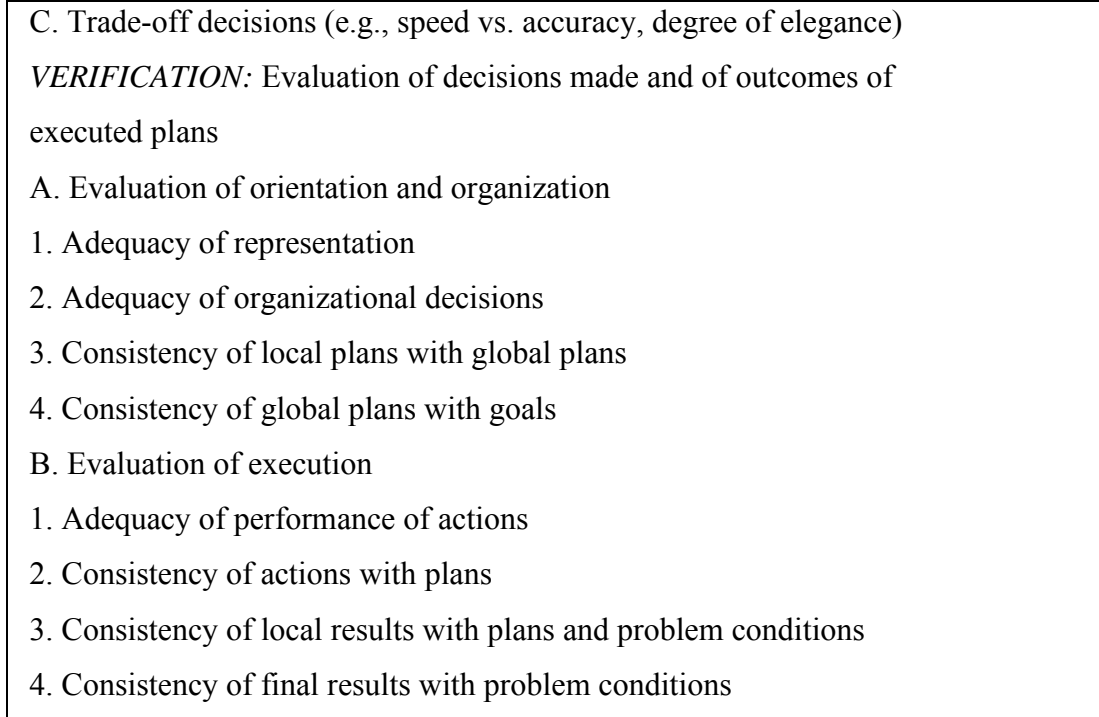 C. Trade-off decisions (e.g., speed vs. accuracy, degree of elegance)
VERIFICATION: Evaluation of decisions made and of outcomes of
executed plans
A. Evaluation of orientation and organization
1. Adequacy of representation
2. Adequacy of organizational decisions
3. Consistency of local plans with global plans
4. Consistency of global plans with goals
B. Evaluation of execution
1. Adequacy of performance of actions
2. Consistency of actions with plans
3. Consistency of local results with plans and problem conditions
4. Consistency of final results with problem conditions